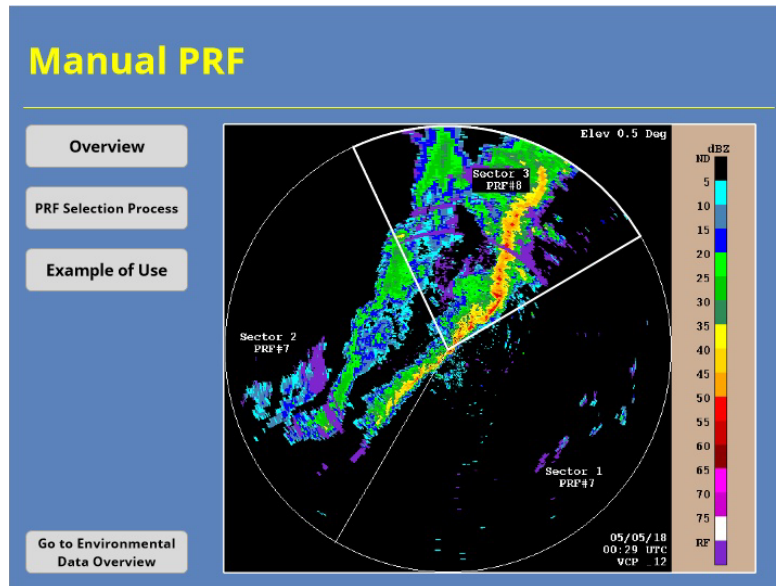 Manual PRF
Overview
PRF Selection Process
Example of Use
Go to Environmental
Data Overview
Elev 0.5 Deg
Sector 3
PRF#8
Sector 2
PRF#7
Sector 1
PRF#7
05/05/18
00:29 UTC
VCP _12
dBZ
ND
5
10
15
20
25
30
35
40
45
50
55
60
65
70
75
RF